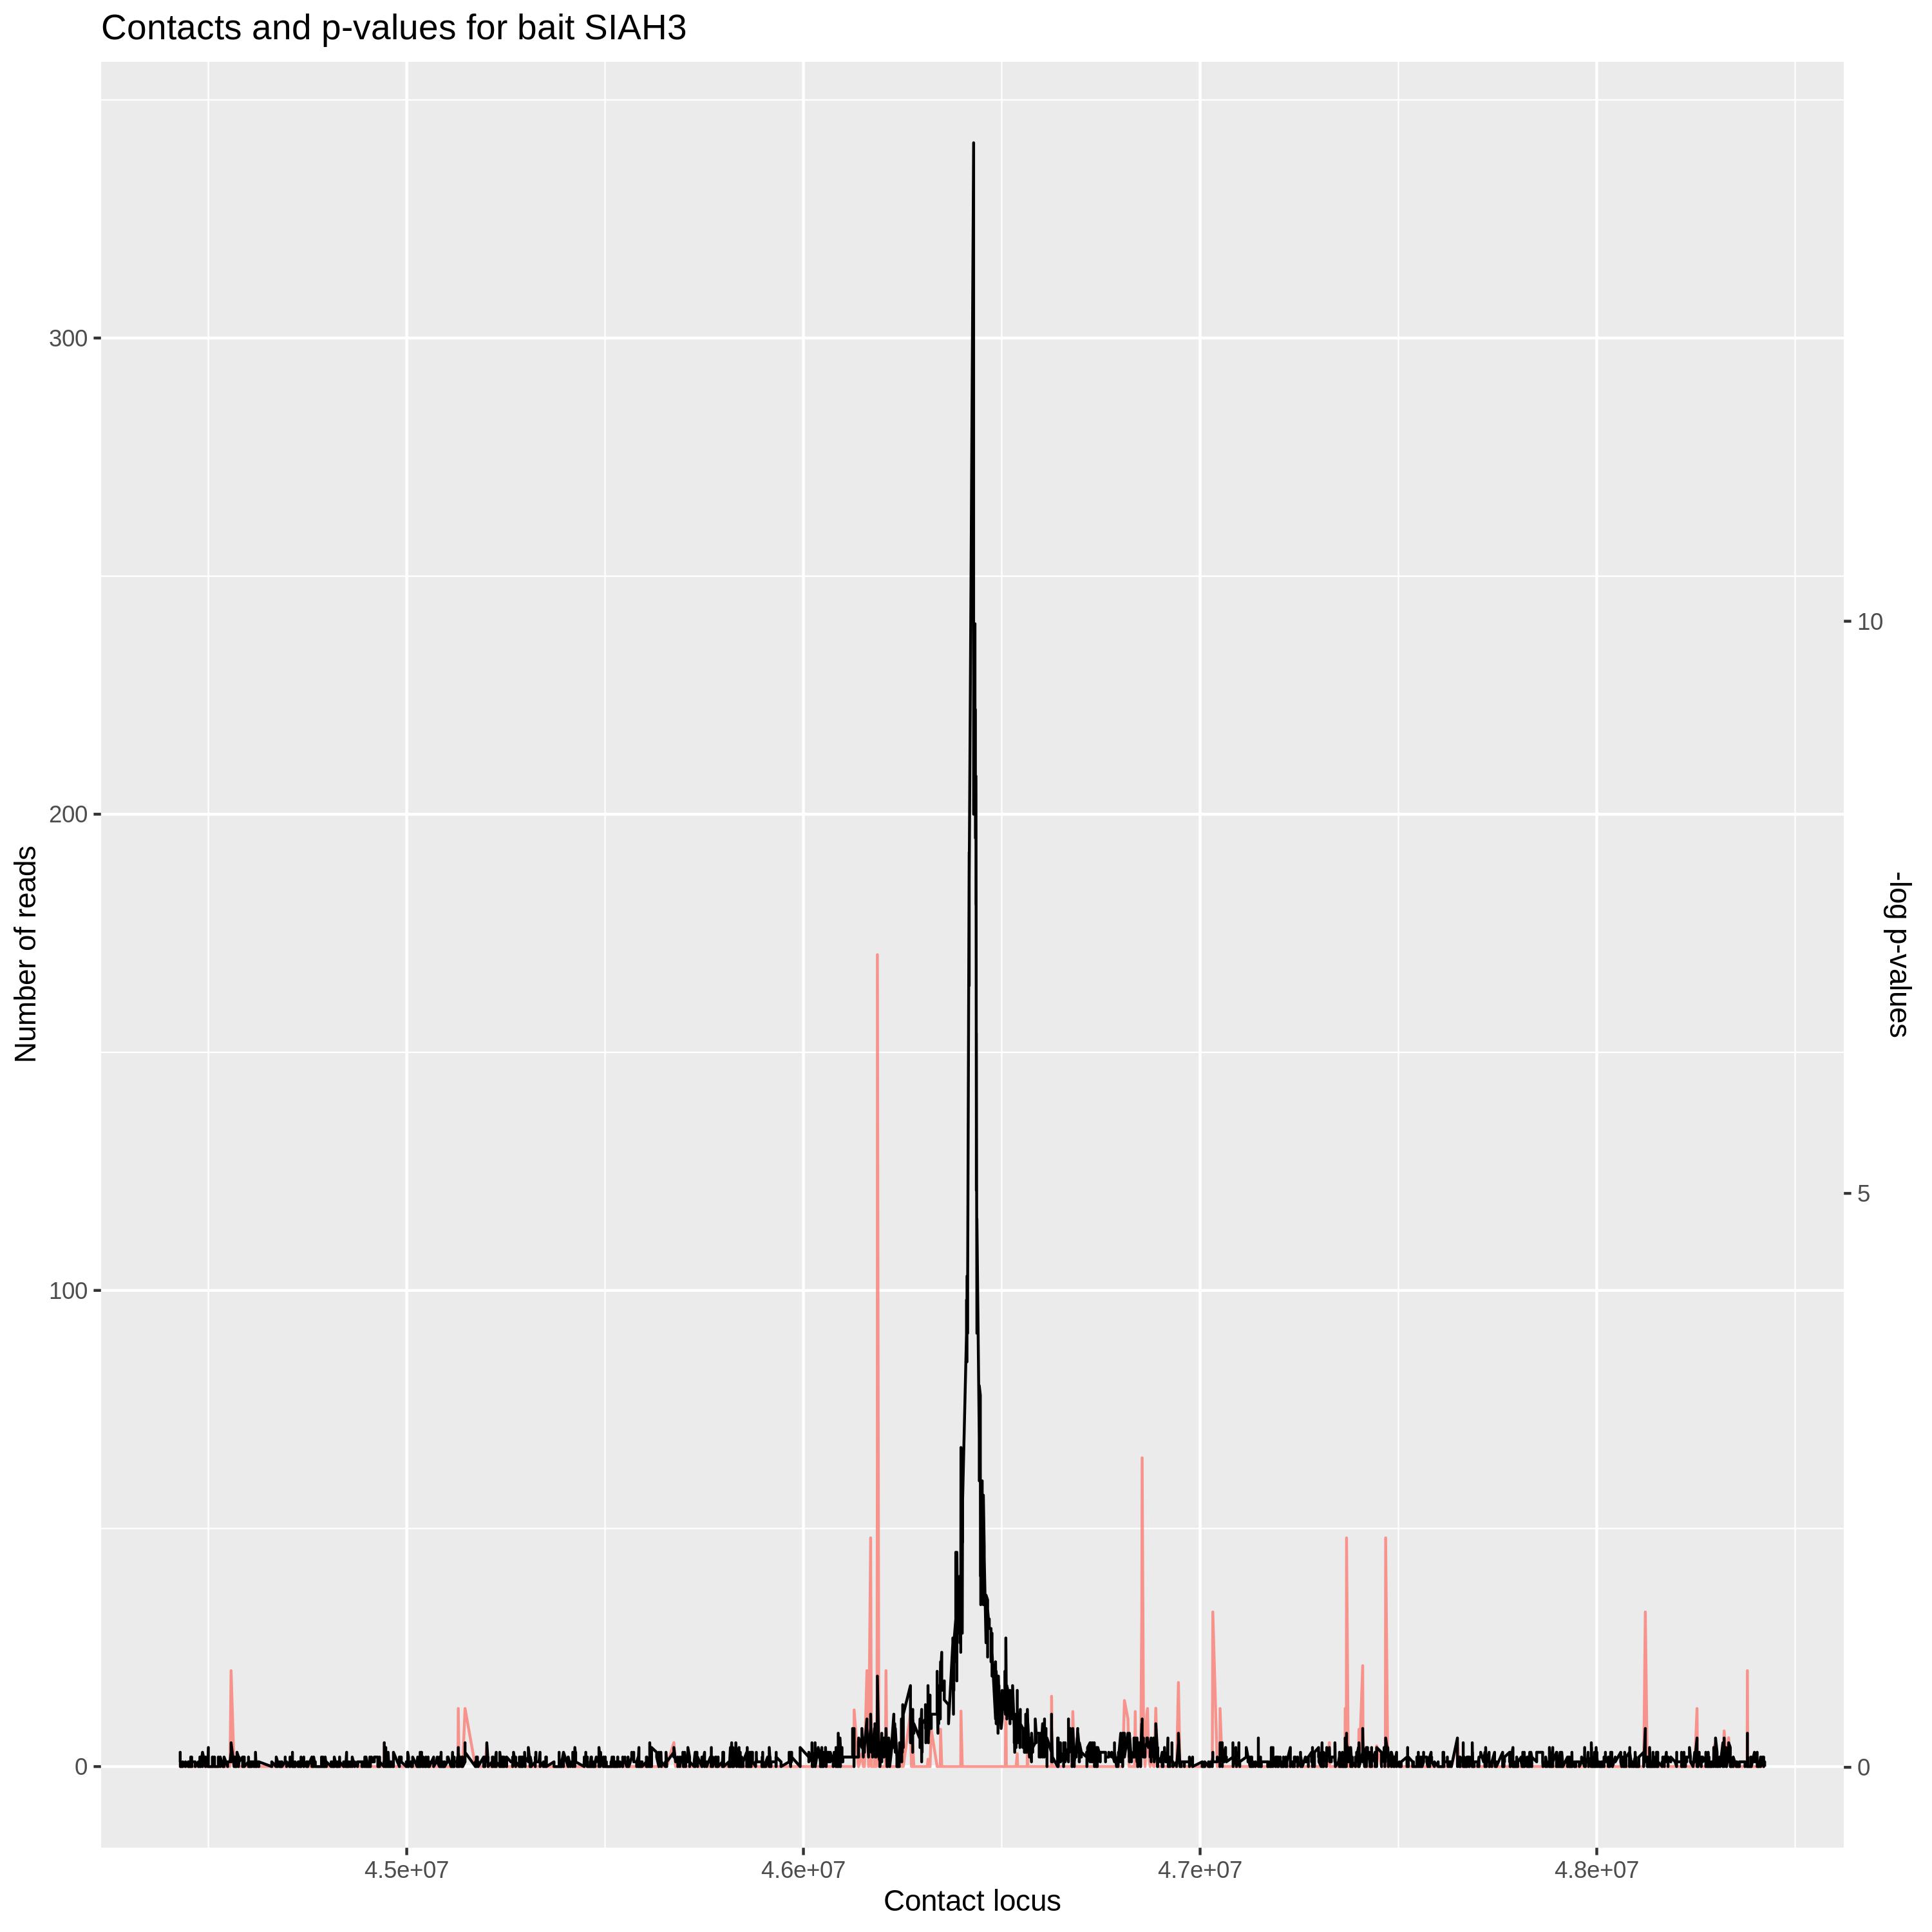 Contacts and p-values for bait SIAH3
Number of reads
300
200
100
0
10
5
0
-log p-values
4.5e+07
4.6e+07
4.7e+07
4.8e+07
Contact locus